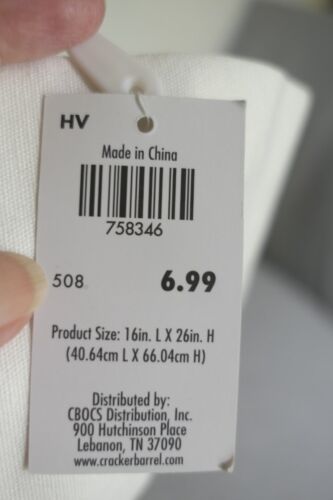 HV
Made in China
758346
508 6.99
Product Size: 16in. L X 26in. H
(40.64cm L X 66.04cm H)
Distributed by:
CBOCS Distribution, Inc.
900 Hutchinson Place
Lebanon, TN 37090
www.crackerbarrel.com